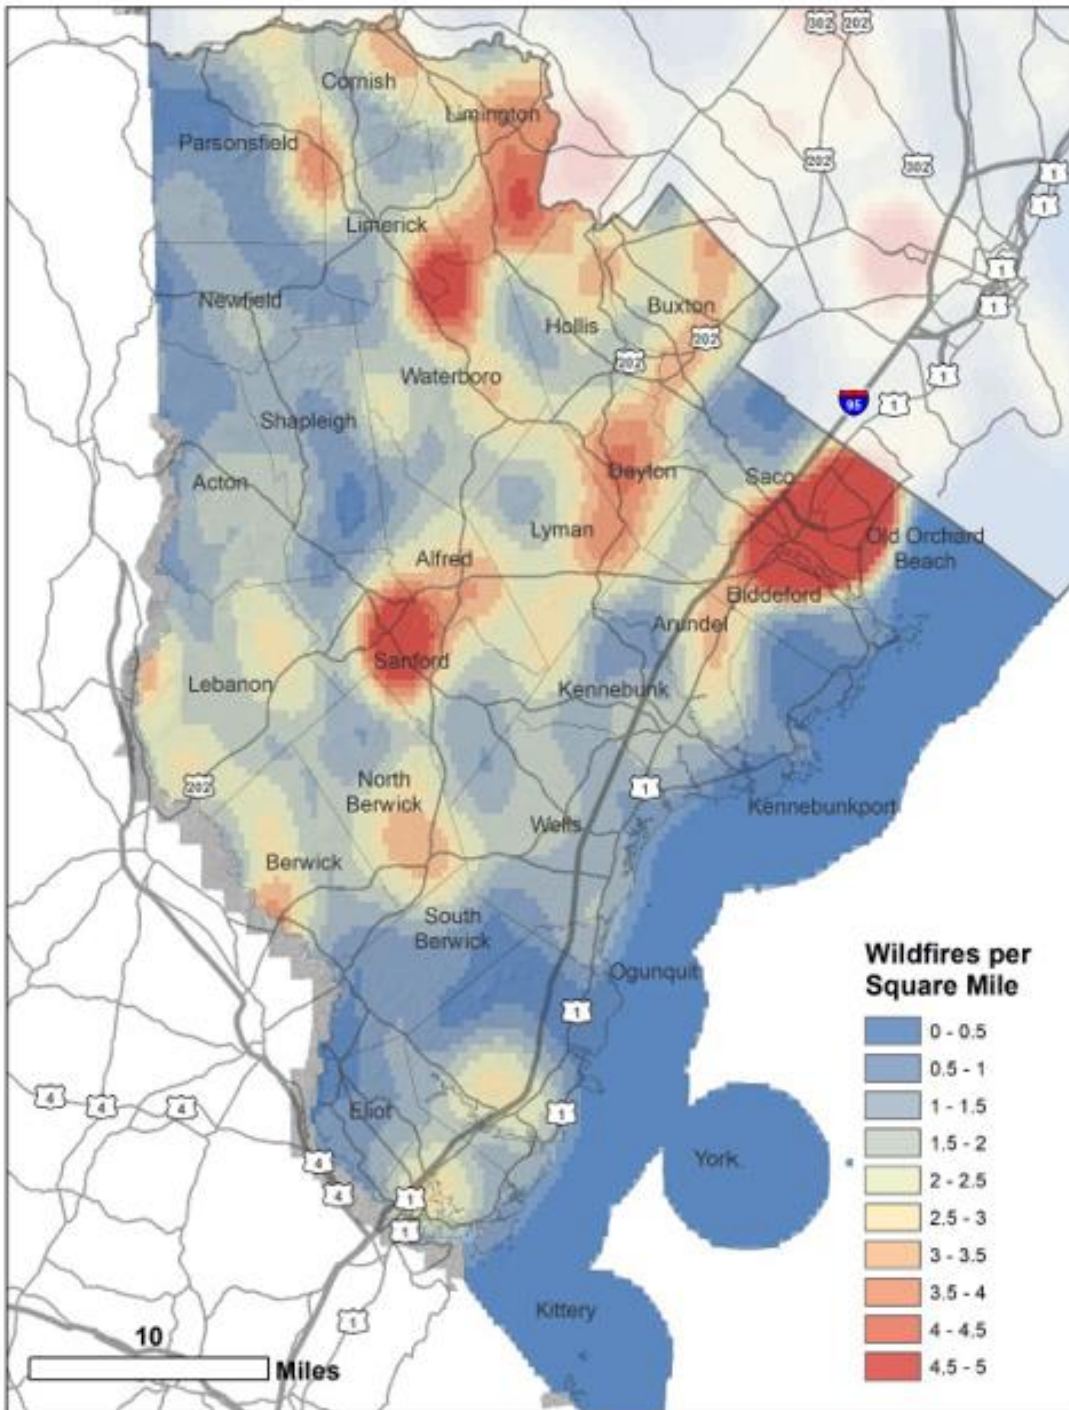 302 202
Cornish
Limington
Parsonsfield
202
302
1
1
Limerick
1
Newfield
Buxton
1
Hollis
202
202
1
Waterboro
95
1
Shapleigh
Acton
Dayton
Saco
Lyman
Old Orchard
Beach
Alfred
Biddeford
Arundel
Sanford
Lebanon
Kennebunk
202
North
Berwick
1
Kennebunkport
Wells
Berwick
South
Berwick
Ogunquit
1
Wildfires per
Square Mile
0 - 0.5
0.5 - 1
1 - 1.5
1.5 - 2
2 - 2.5
2.5 - 3
3 - 3.5
3.5 - 4
4 - 4.5
4.5 - 5
4
4
4
Eliot
1
4
York
4
1
1
Kittery
1
10
Miles